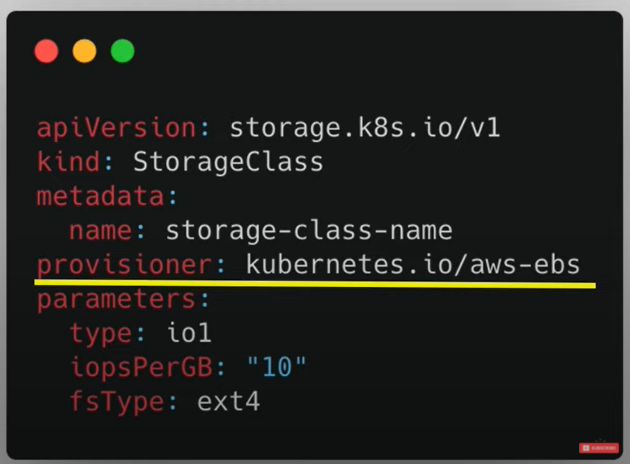 apiVersion: storage.k8s.io/v1
kind: StorageClass
metadata:
  name: storage-class-name
provisioner: kubernetes.io/aws-ebs
parameters:
  type: io1
  iopsPerGB: "10"
  fsType: ext4